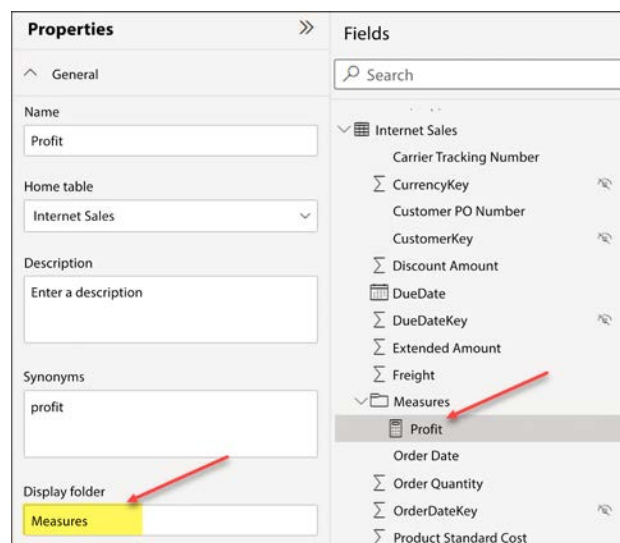 Properties
General
Name
Profit
Home table
Internet Sales
Description
Enter a description
Synonyms
profit
Display folder
Measures
Fields
Search
Internet Sales
Carrier Tracking Number
CurrencyKey
Customer PO Number
CustomerKey
Discount Amount
DueDate
DueDateKey
Extended Amount
Freight
Measures
Profit
Order Date
Order Quantity
OrderDateKey
Product Standard Cost